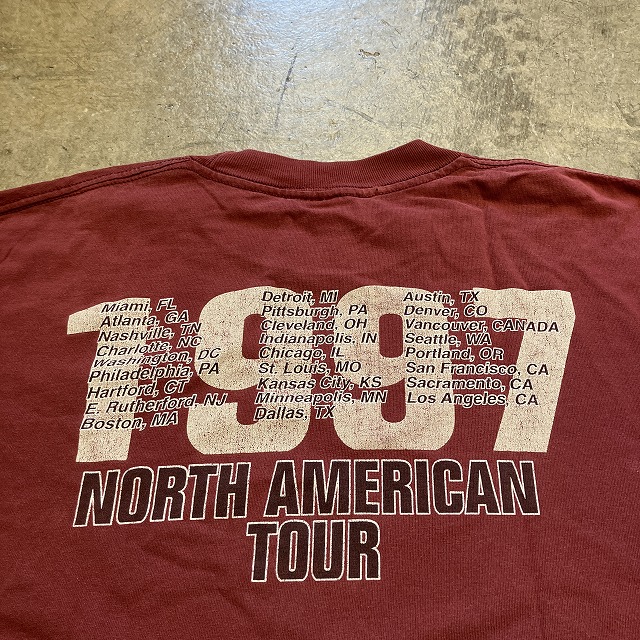 1997
Miami, FL
Atlanta, GA
Nashville, TN
Charlotte, NC
Washington, DC
Philadelphia, PA
Hartford, CT
E. Rutherford, NJ
Boston, MA
Detroit, MI
Pittsburgh, PA
Cleveland, OH
Indianapolis, IN
Chicago, IL
St. Louis, MO
Kansas City, KS
Minneapolis, MN
Dallas, TX
Austin, TX
Denver, CO
Vancouver, CANADA
Seattle, WA
Portland, OR
San Francisco, CA
Sacramento, CA
Los Angeles, CA
NORTH AMERICAN
TOUR